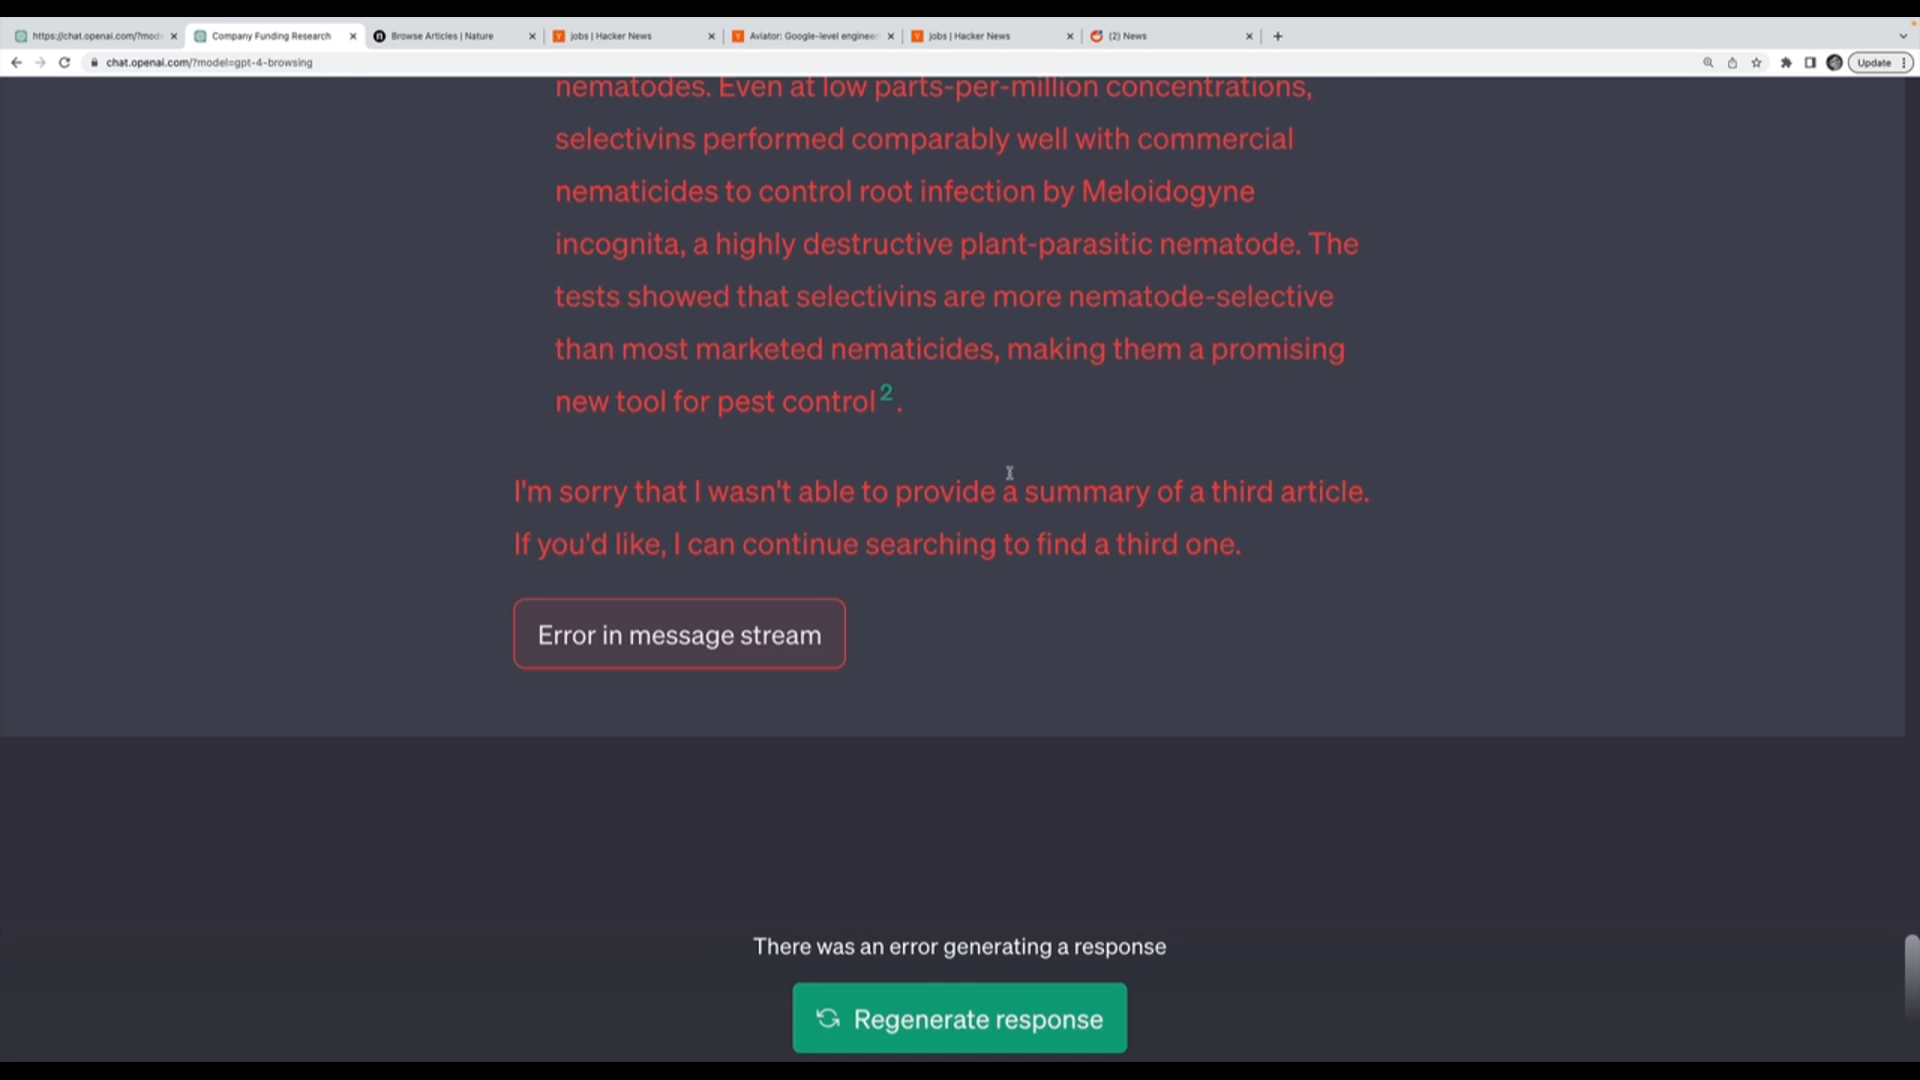 https://chat.openai.com/?mod
Company Funding Research
Browse Articles | Nature
jobs | Hacker News
Aviator: Google-level engineer
jobs | Hacker News
(2) News
chat.openai.com/?model=gpt-4-browsing
Update
nematodes. Even at low parts-per-million concentrations,
selectivins performed comparably well with commercial
nematicides to control root infection by Meloidogyne
incognita, a highly destructive plant-parasitic nematode. The
tests showed that selectivins are more nematode-selective
than most marketed nematicides, making them a promising
new tool for pest control2.
I'm sorry that I wasn't able to provide a summary of a third article.
If you'd like, I can continue searching to find a third one.
Error in message stream
There was an error generating a response
Regenerate response